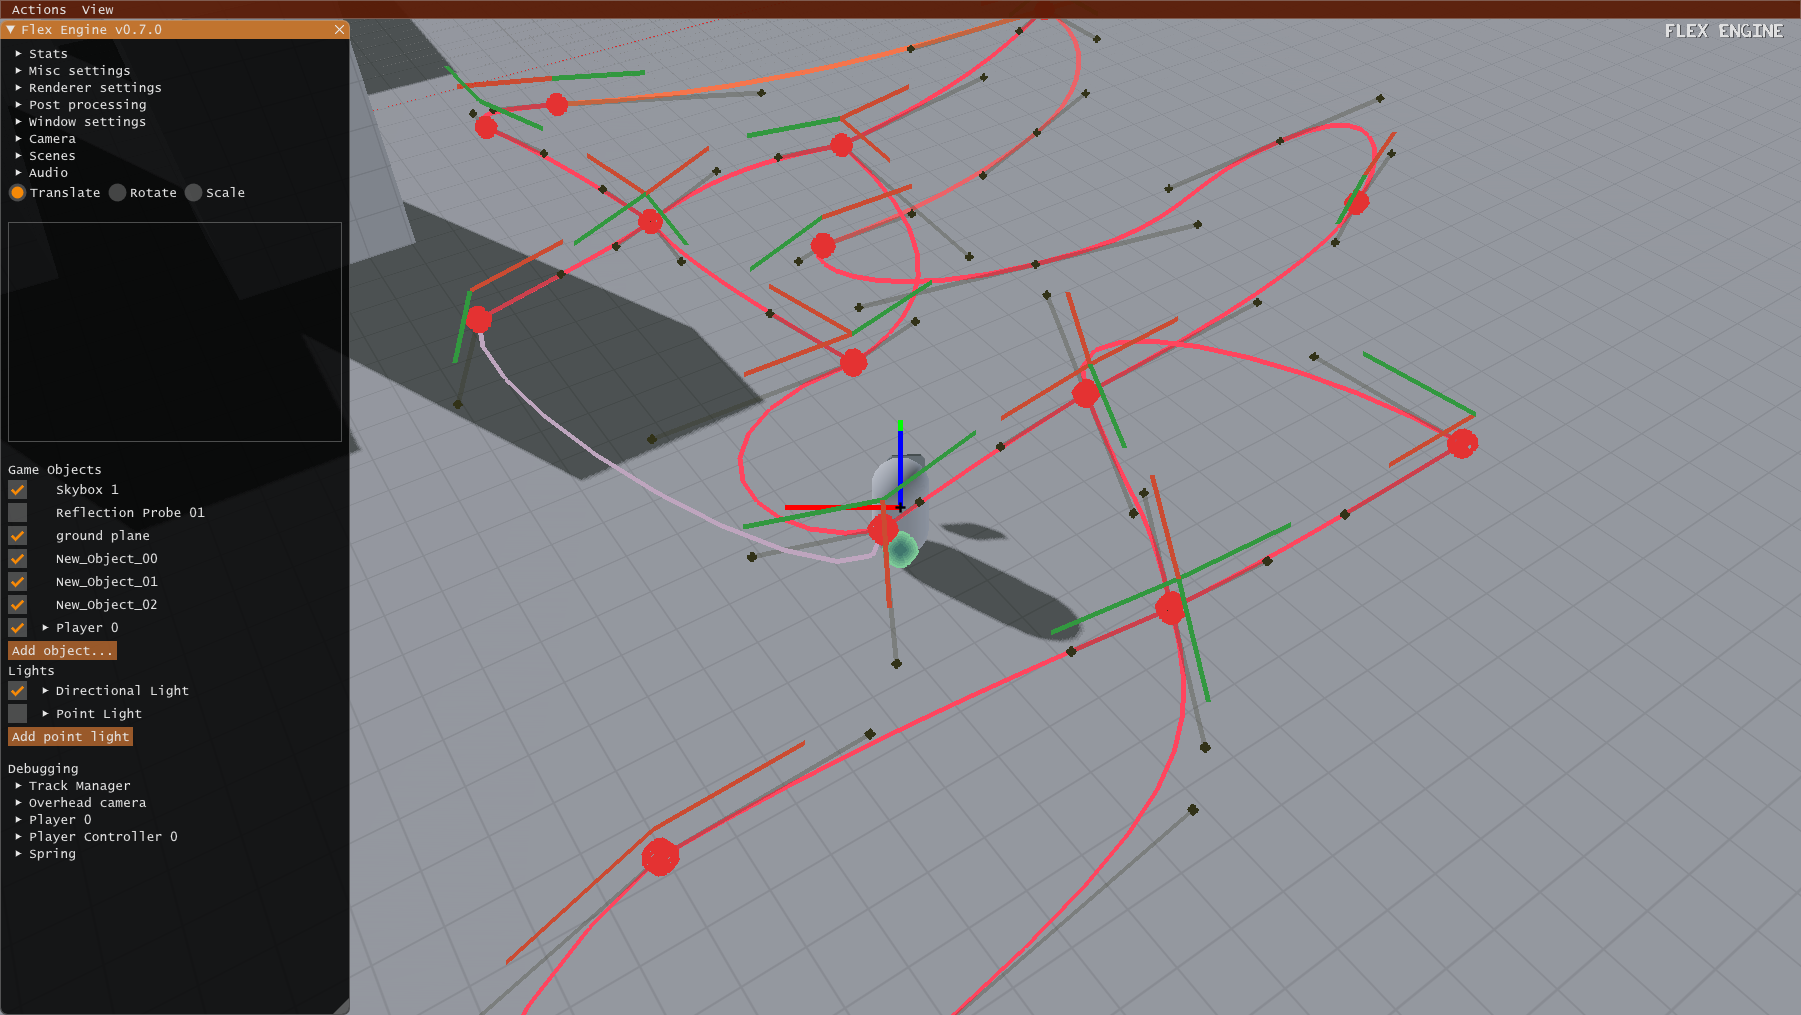 Actions View
Flex Engine v0.7.0
FLEX ENGINE
Stats
Misc settings
Renderer settings
Post processing
Window settings
Camera
Scenes
Audio
Translate Rotate Scale
Game Objects
Skybox 1
Reflection Probe 01
ground plane
New_Object_00
New_Object_01
New_Object_02
Player 0
Add object...
Lights
Directional Light
Point Light
Add point light
Debugging
Track Manager
Overhead camera
Player 0
Player Controller 0
Spring